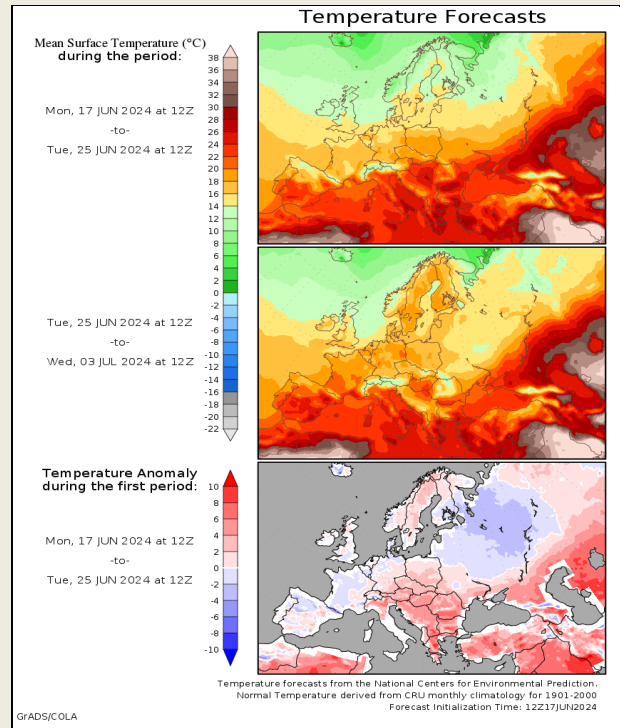 Temperature Forecasts
Mean Surface Temperature (°C)
during the period:
38
36
34
32
30
28
26
24
22
20
18
16
14
12
10
8
6
4
2
0
-2
-4
-6
-8
-10
-12
-14
-16
-18
-20
-22
Mon, 17 JUN 2024 at 12Z
-to-
Tue, 25 JUN 2024 at 12Z
Tue, 25 JUN 2024 at 12Z
-to-
Wed, 03 JUL 2024 at 12Z
Temperature Anomaly
during the first period:
10
8
6
4
2
0
-2
-4
-6
-8
-10
Mon, 17 JUN 2024 at 12Z
-to-
Tue, 25 JUN 2024 at 12Z
Temperature forecasts from the National Centers for Environmental Prediction.
Normal Temperature derived from CRU monthly climatology for 1901-2000
Forecast Initialization Time: 12Z17JUN2024
GrADS/COLA